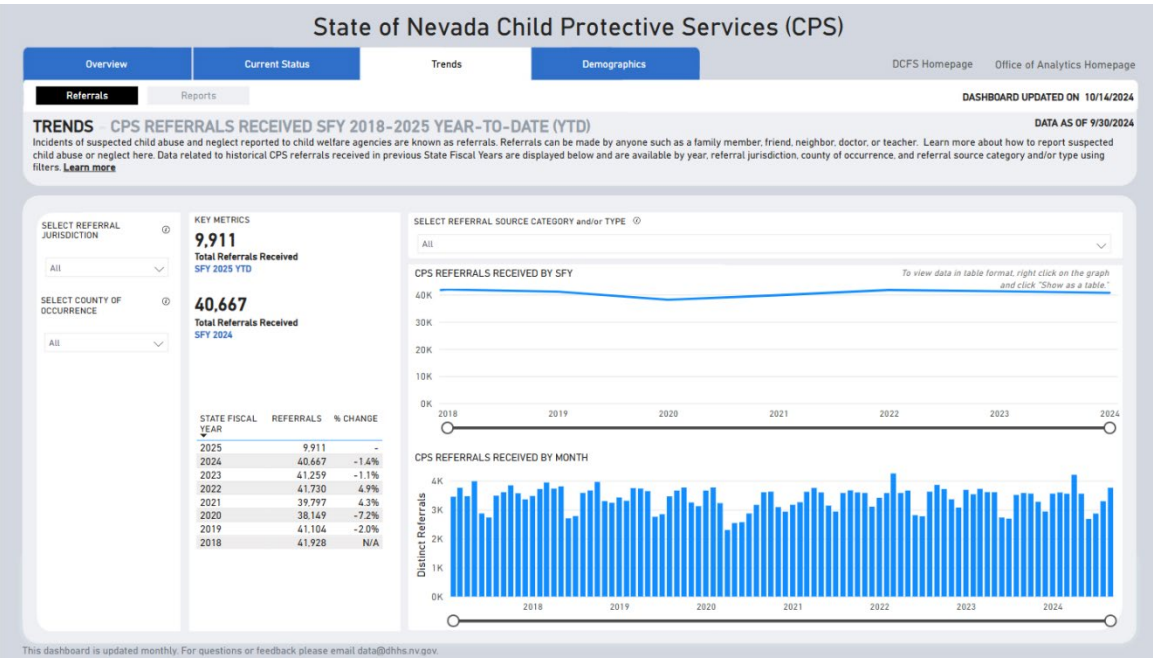 State of Nevada Child Protective Services (CPS)
Overview
Current Status
Trends
Demographics
DCFS Homepage
Office of Analytics Homepage
Referrals
Reports
DASHBOARD UPDATED ON 10/14/2024
TRENDS - CPS REFERRALS RECEIVED SFY 2018-2025 YEAR-TO-DATE (YTD)
DATA AS OF 9/30/2024
Incidents of suspected child abuse and neglect reported to child welfare agencies are known as referrals. Referrals can be made by anyone such as a family member, friend, neighbor, doctor, or teacher. Learn more about how to report suspected
child abuse or neglect here. Data related to historical CPS referrals received in previous State Fiscal Years are displayed below and are available by year, referral jurisdiction, county of occurrence, and referral source category and/or type using
filters. Learn more
SELECT REFERRAL
JURISDICTION
All
SELECT COUNTY OF
OCCURRENCE
All
KEY METRICS
9,911
Total Referrals Received
SFY 2025 YTD
40,667
Total Referrals Received
SFY 2024
STATE FISCAL YEAR REFERRALS % CHANGE
2025 9,911 -
2024 40,667 -1.4%
2023 41,259 -1.1%
2022 41,730 4.9%
2021 39,797 4.3%
2020 38,149 -7.2%
2019 41,104 -2.0%
2018 41,928 N/A
SELECT REFERRAL SOURCE CATEGORY and/or TYPE
All
CPS REFERRALS RECEIVED BY SFY
To view data in table format, right click on the graph
and click "Show as a table."
40K
30K
20K
10K
0K
2018 2019 2020 2021 2022 2023 2024
CPS REFERRALS RECEIVED BY MONTH
Distinct Referrals
4K
3K
2K
1K
0K
2018 2019 2020 2021 2022 2023 2024
This dashboard is updated monthly. For questions or feedback please email data@dhhs.nv.gov.